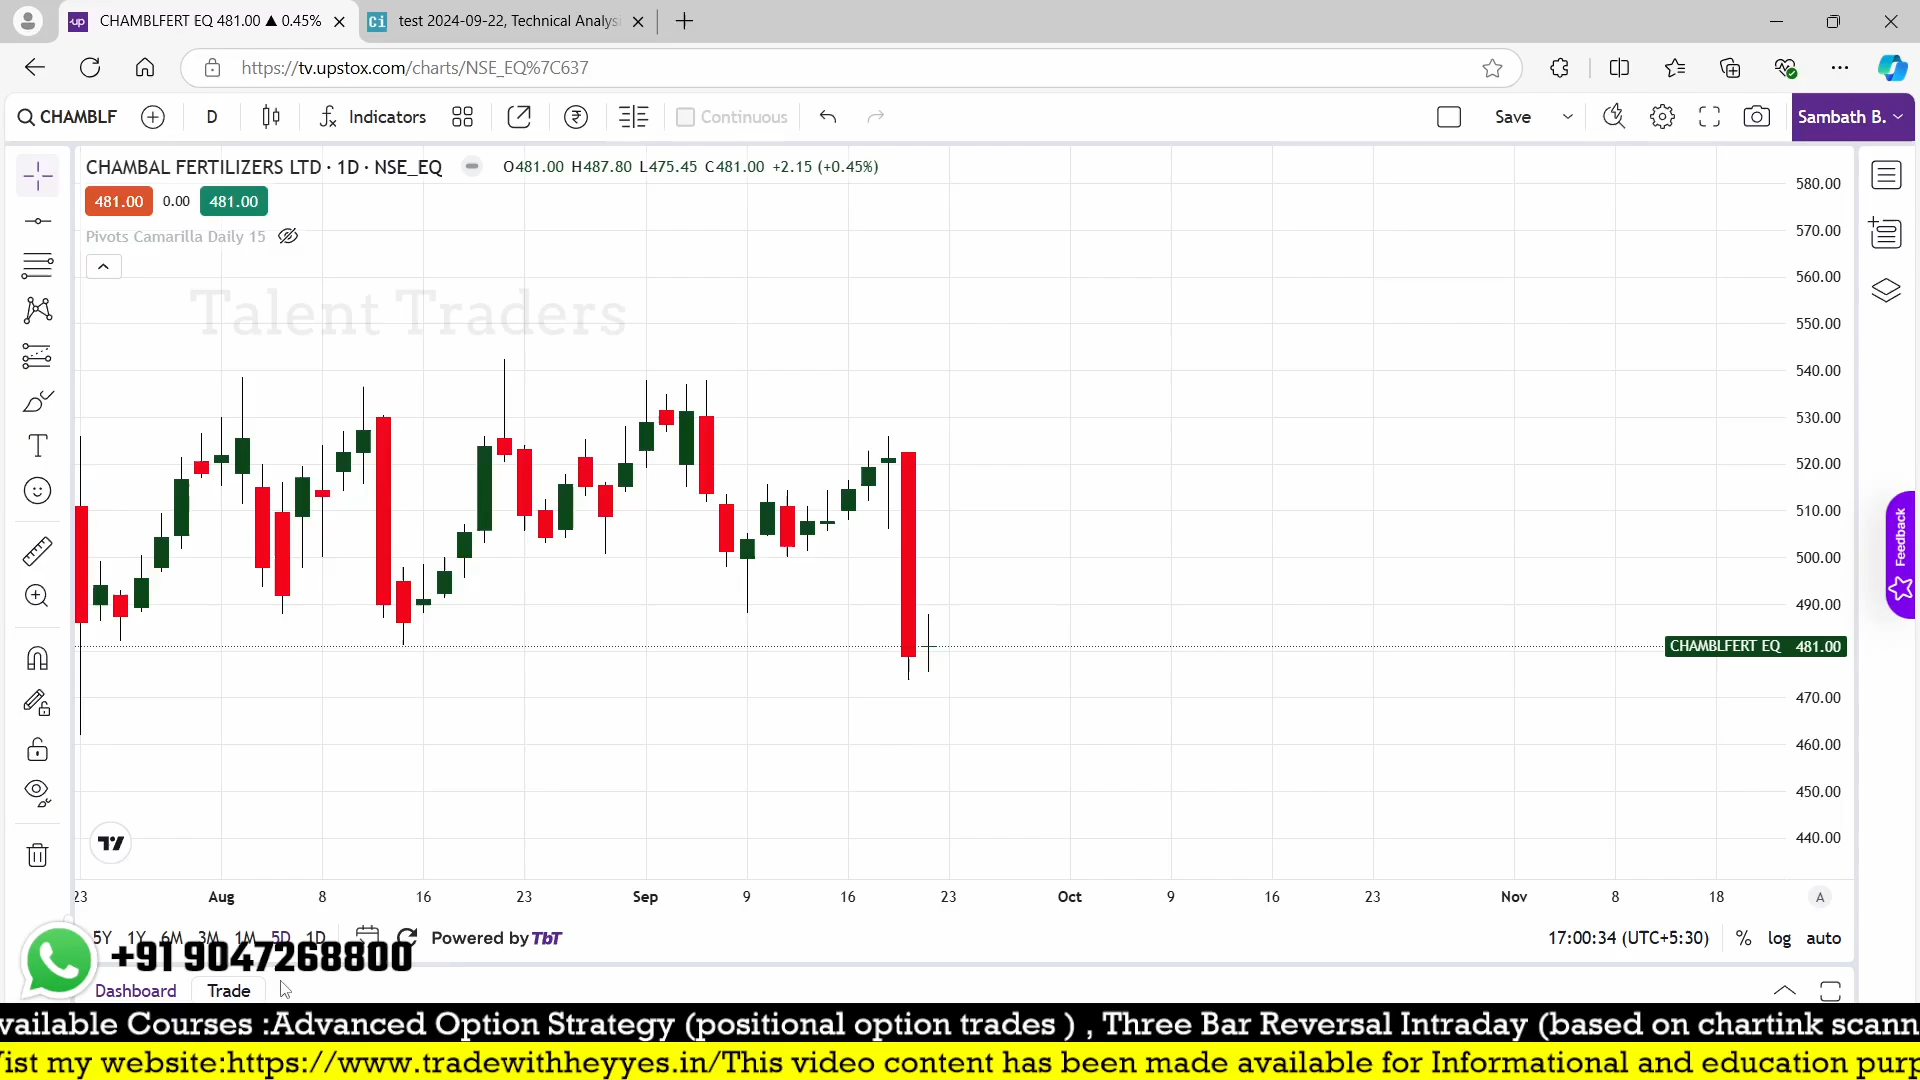 CHAMBLFERT EQ 481.00 ▲ 0.45%
test 2024-09-22, Technical Analys
https://tv.upstox.com/charts/NSE_EQ%7C637
CHAMBLF D Indicators Continuous Save Sambath B.
CHAMBAL FERTILIZERS LTD · 1D · NSE_EQ O481.00 H487.80 L475.45 C481.00 +2.15 (+0.45%)
481.00 0.00 481.00
Pivots Camarilla Daily 15
Talent Traders
580.00
570.00
560.00
550.00
540.00
530.00
520.00
510.00
500.00
490.00
CHAMBLFERT EQ 481.00
470.00
460.00
450.00
440.00
Feedback
23 Aug 8 16 23 Sep 9 16 23 Oct 9 16 23 Nov 8 18 A
5Y 1Y 6M 3M 1M 5D 1D Powered by TbT 17:00:34 (UTC+5:30) % log auto
+91 9047268800
Dashboard Trade
vailable Courses :Advanced Option Strategy (positional option trades ) , Three Bar Reversal Intraday (based on chartink scann
Vist my website:https://www.tradewithheyyes.in/This video content has been made available for Informational and education purp